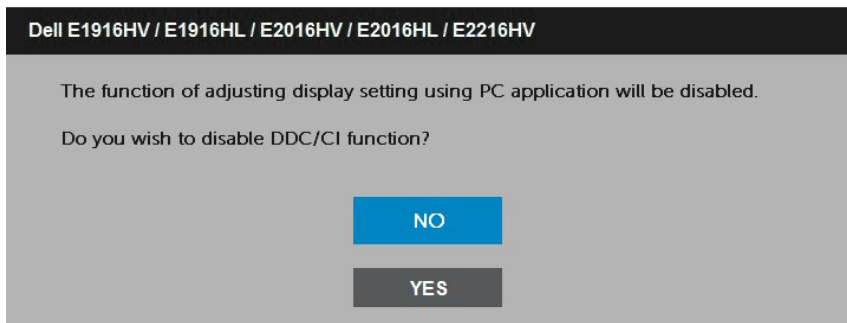 Dell E1916HV / E1916HL / E2016HV / E2016HL / E2216HV
The function of adjusting display setting using PC application will be disabled.
Do you wish to disable DDC/CI function?
NO
YES